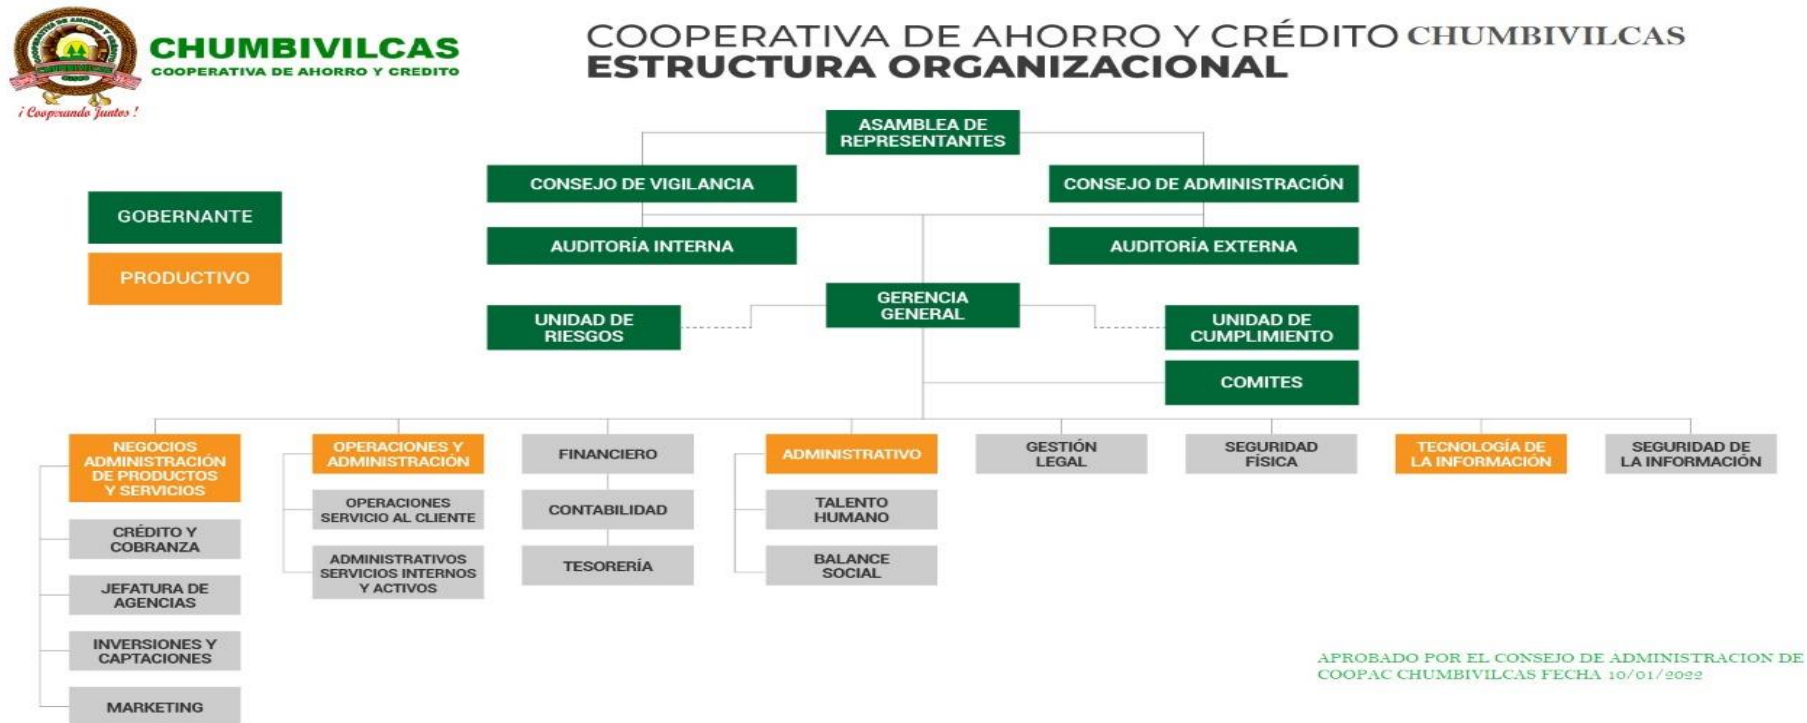 CHUMBIVILCAS
COOPERATIVA DE AHORRO Y CREDITO
¡ Cooperando Juntos !
COOPERATIVA DE AHORRO Y CRÉDITO CHUMBIVILCAS
ESTRUCTURA ORGANIZACIONAL
GOBERNANTE
PRODUCTIVO
ASAMBLEA DE
REPRESENTANTES
CONSEJO DE VIGILANCIA
CONSEJO DE ADMINISTRACIÓN
AUDITORÍA INTERNA
AUDITORÍA EXTERNA
GERENCIA
GENERAL
UNIDAD DE
RIESGOS
UNIDAD DE
CUMPLIMIENTO
COMITES
NEGOCIOS
ADMINISTRACIÓN
DE PRODUCTOS
Y SERVICIOS
CRÉDITO Y
COBRANZA
JEFATURA DE
AGENCIAS
INVERSIONES Y
CAPTACIONES
MARKETING
OPERACIONES Y
ADMINISTRACIÓN
OPERACIONES
SERVICIO AL CLIENTE
ADMINISTRATIVOS
SERVICIOS INTERNOS
Y ACTIVOS
FINANCIERO
CONTABILIDAD
TESORERÍA
ADMINISTRATIVO
TALENTO
HUMANO
BALANCE
SOCIAL
GESTIÓN
LEGAL
SEGURIDAD
FÍSICA
TECNOLOGÍA DE
LA INFORMACIÓN
SEGURIDAD DE
LA INFORMACIÓN
APROBADO POR EL CONSEJO DE ADMINISTRACION DE
COOPAC CHUMBIVILCAS FECHA 10/01/2022